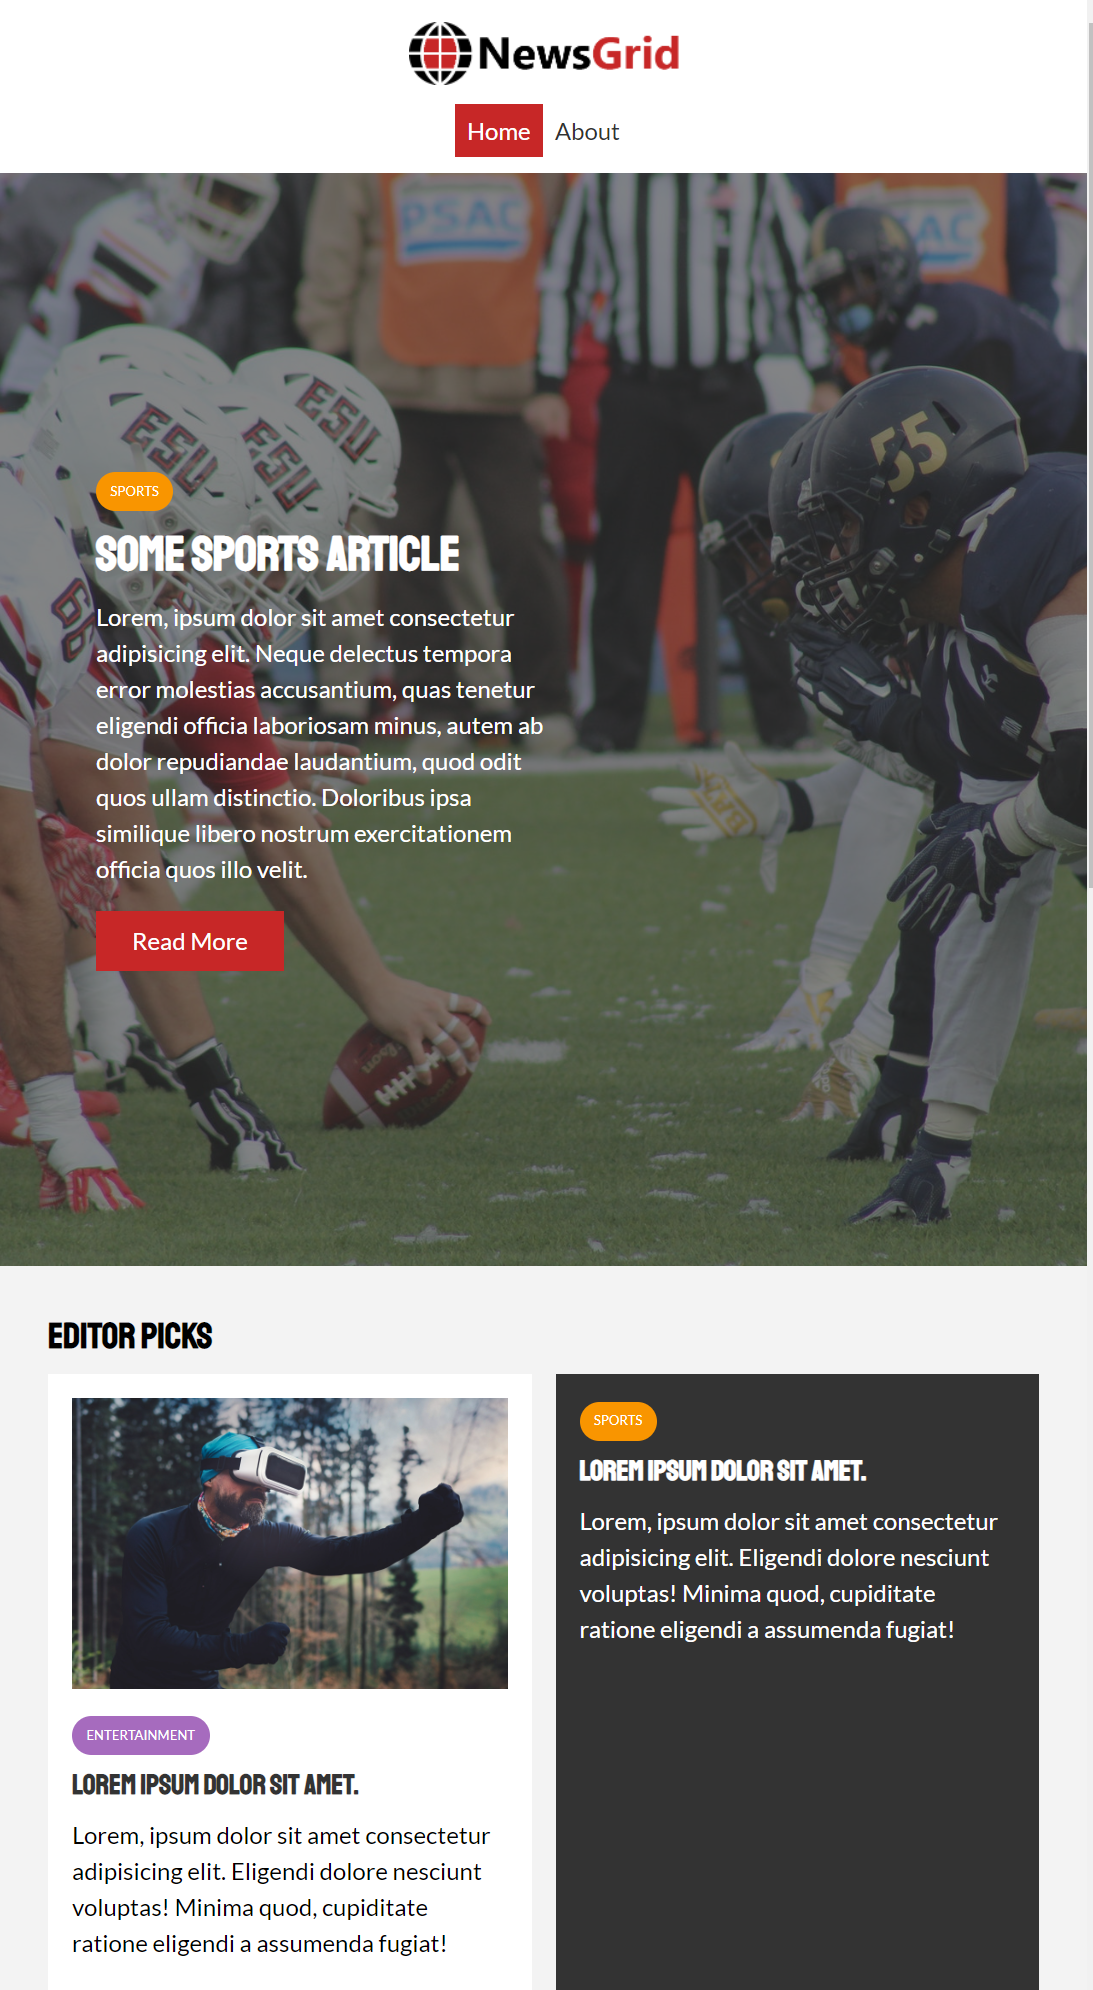 NewsGrid
Home About
PSAC
ESU ESU ESU
55
SPORTS
SOME SPORTS ARTICLE
Lorem, ipsum dolor sit amet consectetur
adipisicing elit. Neque delectus tempora
error molestias accusantium, quas tenetur
eligendi officia laboriosam minus, autem ab
dolor repudiandae laudantium, quod odit
quos ullam distinctio. Doloribus ipsa
similique libero nostrum exercitationem
officia quos illo velit.
Read More
EDITOR PICKS
ENTERTAINMENT
LOREM IPSUM DOLOR SIT AMET.
Lorem, ipsum dolor sit amet consectetur
adipisicing elit. Eligendi dolore nesciunt
voluptas! Minima quod, cupiditate
ratione eligendi a assumenda fugiat!
SPORTS
LOREM IPSUM DOLOR SIT AMET.
Lorem, ipsum dolor sit amet consectetur
adipisicing elit. Eligendi dolore nesciunt
voluptas! Minima quod, cupiditate
ratione eligendi a assumenda fugiat!